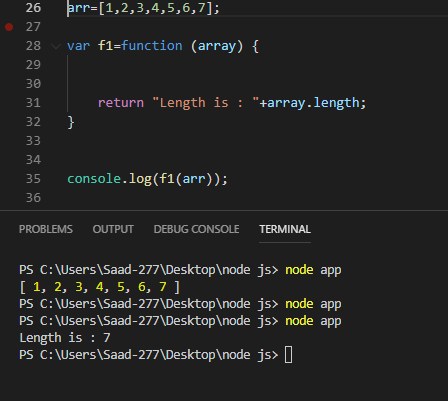 26 arr=[1,2,3,4,5,6,7];
27
28 var f1=function (array) {
29
30
31 return "Length is : "+array.length;
32 }
33
34
35 console.log(f1(arr));
36
PROBLEMS OUTPUT DEBUG CONSOLE TERMINAL
PS C:\Users\Saad-277\Desktop\node js> node app
[ 1, 2, 3, 4, 5, 6, 7 ]
PS C:\Users\Saad-277\Desktop\node js> node app
PS C:\Users\Saad-277\Desktop\node js> node app
Length is : 7
PS C:\Users\Saad-277\Desktop\node js>